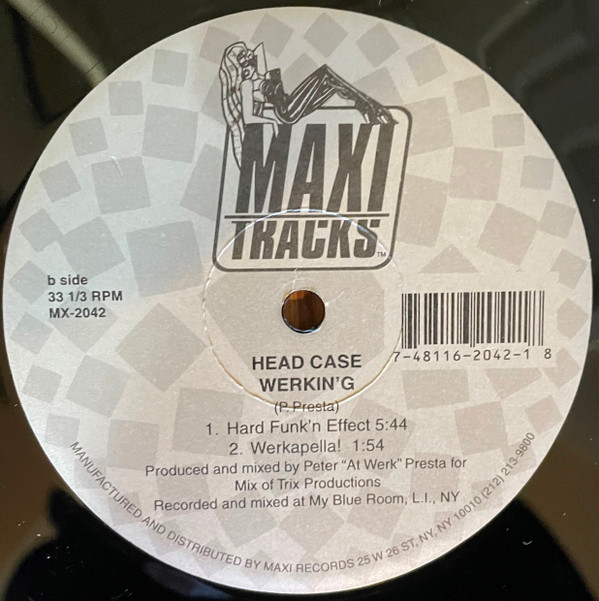 MAXI
TRACKS™
b side
33 1/3 RPM
MX-2042
7-48116-2042-1 8
HEAD CASE
WERKIN'G
(P. Presta)
1. Hard Funk'n Effect 5:44
2. Werkapella! 1:54
Produced and mixed by Peter "At Werk" Presta for
Mix of Trix Productions
Recorded and mixed at My Blue Room, L.I., NY
MANUFACTURED AND DISTRIBUTED BY MAXI RECORDS 25 W 26 ST, NY, NY 10010 (212) 213-9800